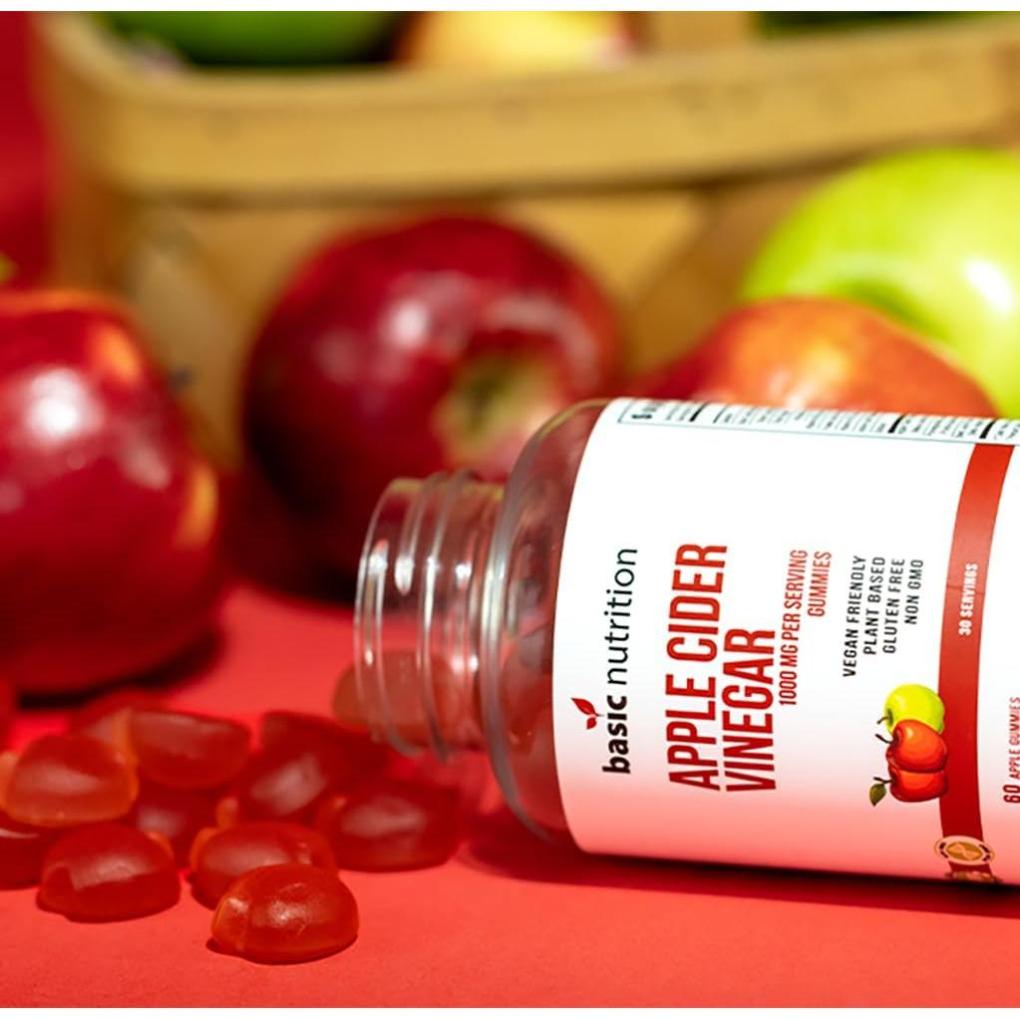 basic nutrition
APPLE CIDER
VINEGAR
1000 MG PER SERVING
GUMMIES
VEGAN FRIENDLY
PLANT BASED
GLUTEN FREE
NON GMO
30 SERVINGS
60 APPLE GUMMIES